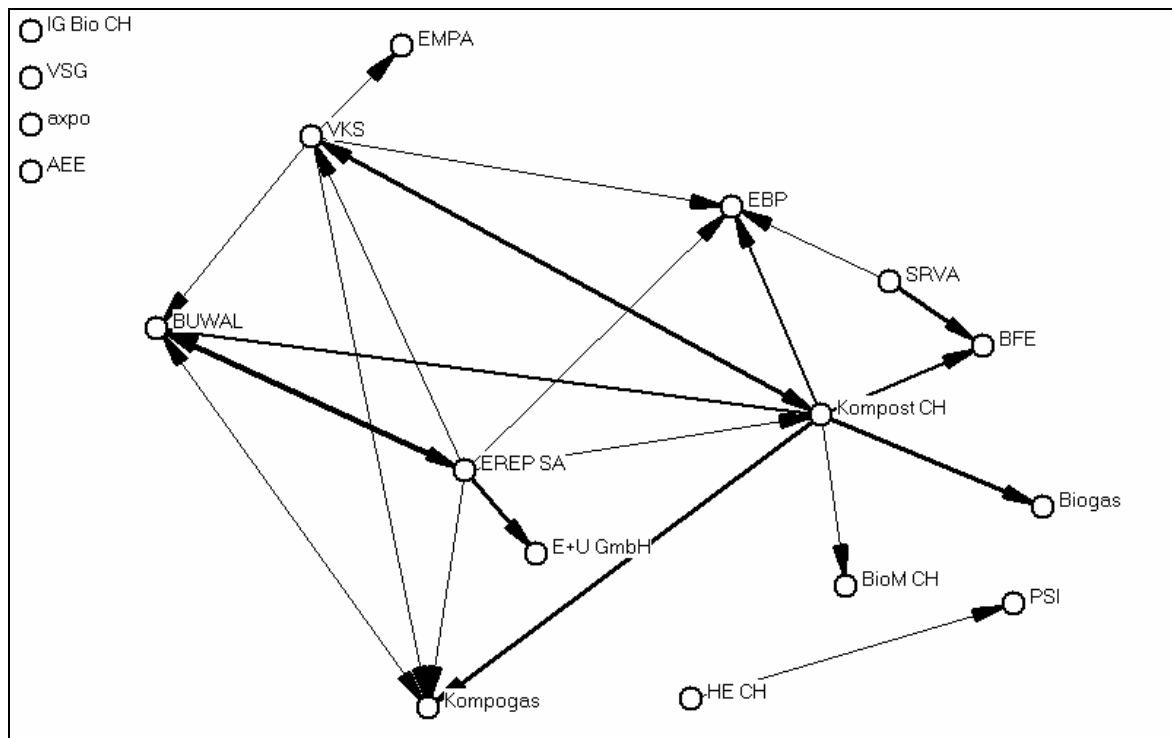 IG Bio CH
EMPA
VSG
axpo
VKS
AEE
EBP
SRVA
BUWAL
BFE
Kompost CH
EREP SA
Biogas
E+U GmbH
BioM CH
PSI
HE CH
Kompogas